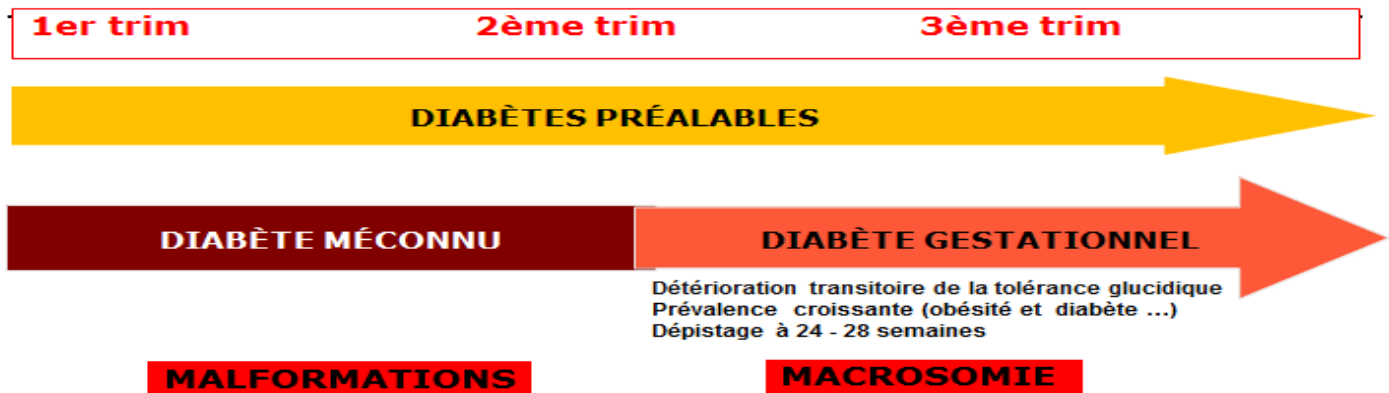 1er trim 2ème trim 3ème trim
DIABÈTES PRÉALABLES
DIABÈTE MÉCONNU DIABÈTE GESTATIONNEL
Détérioration transitoire de la tolérance glucidique
Prévalence croissante (obésité et diabète ...)
Dépistage à 24 - 28 semaines
MALFORMATIONS MACROSOMIE